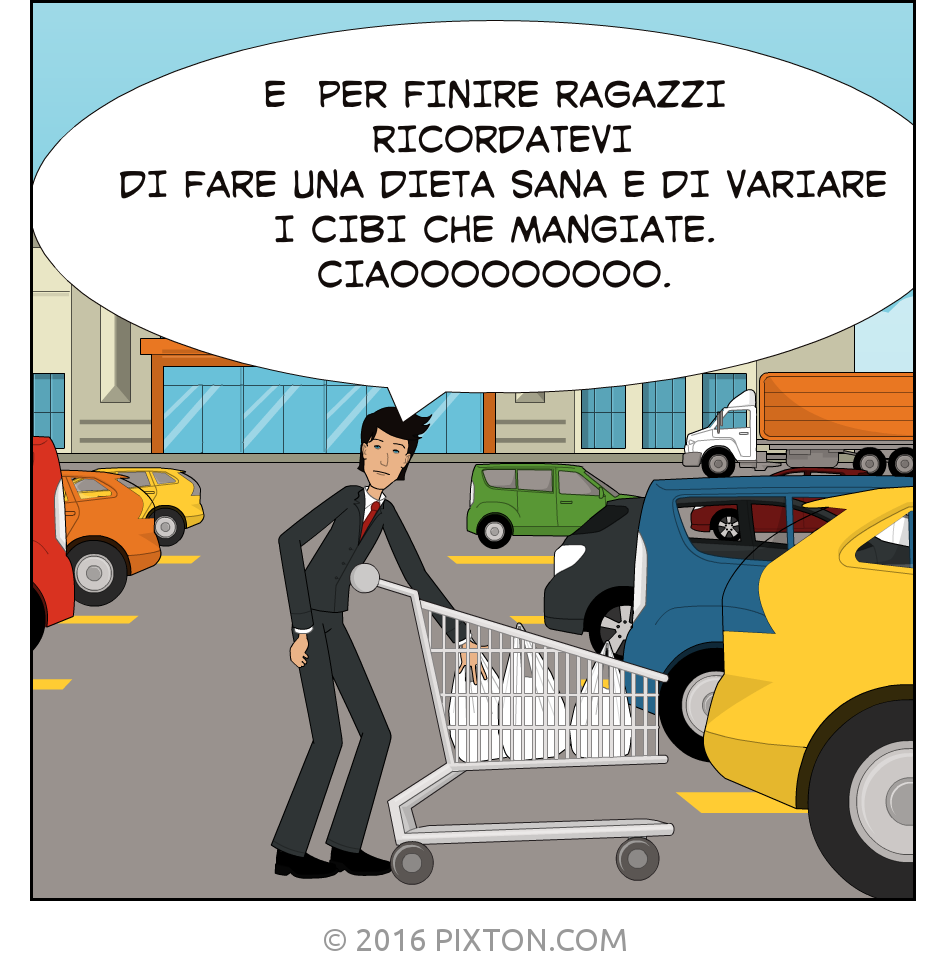 E  PER FINIRE RAGAZZI
RICORDATEVI
DI FARE UNA DIETA SANA E DI VARIARE
I CIBI CHE MANGIATE.
CIAOOOOOOOOO.
© 2016 PIXTON.COM